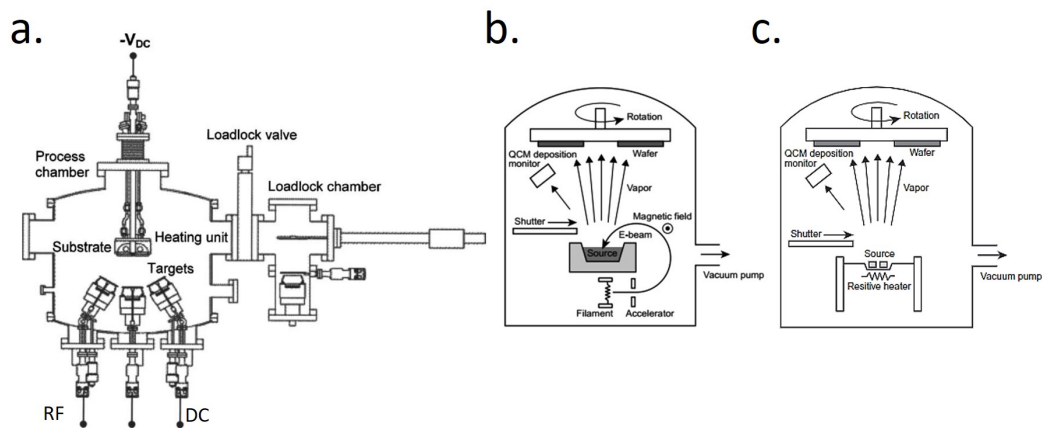 a.
-VDC
Loadlock valve
Process
chamber
Loadlock chamber
Substrate
Heating unit
Targets
RF
DC
b.
Rotation
QCM deposition
monitor
Wafer
Vapor
Shutter
Magnetic field
E-beam
Source
Vacuum pump
Filament
Accelerator
c.
Rotation
QCM deposition
monitor
Wafer
Vapor
Shutter
Source
Resitive heater
Vacuum pump